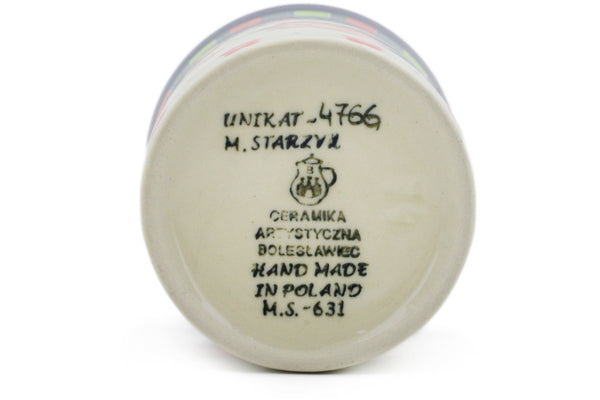 UNIKAT-4766
M. STARZYK
B
CERAMIKA
ARTYSTYCZNA
BOLESŁAWIEC
HAND MADE
IN POLAND
M.S.-631